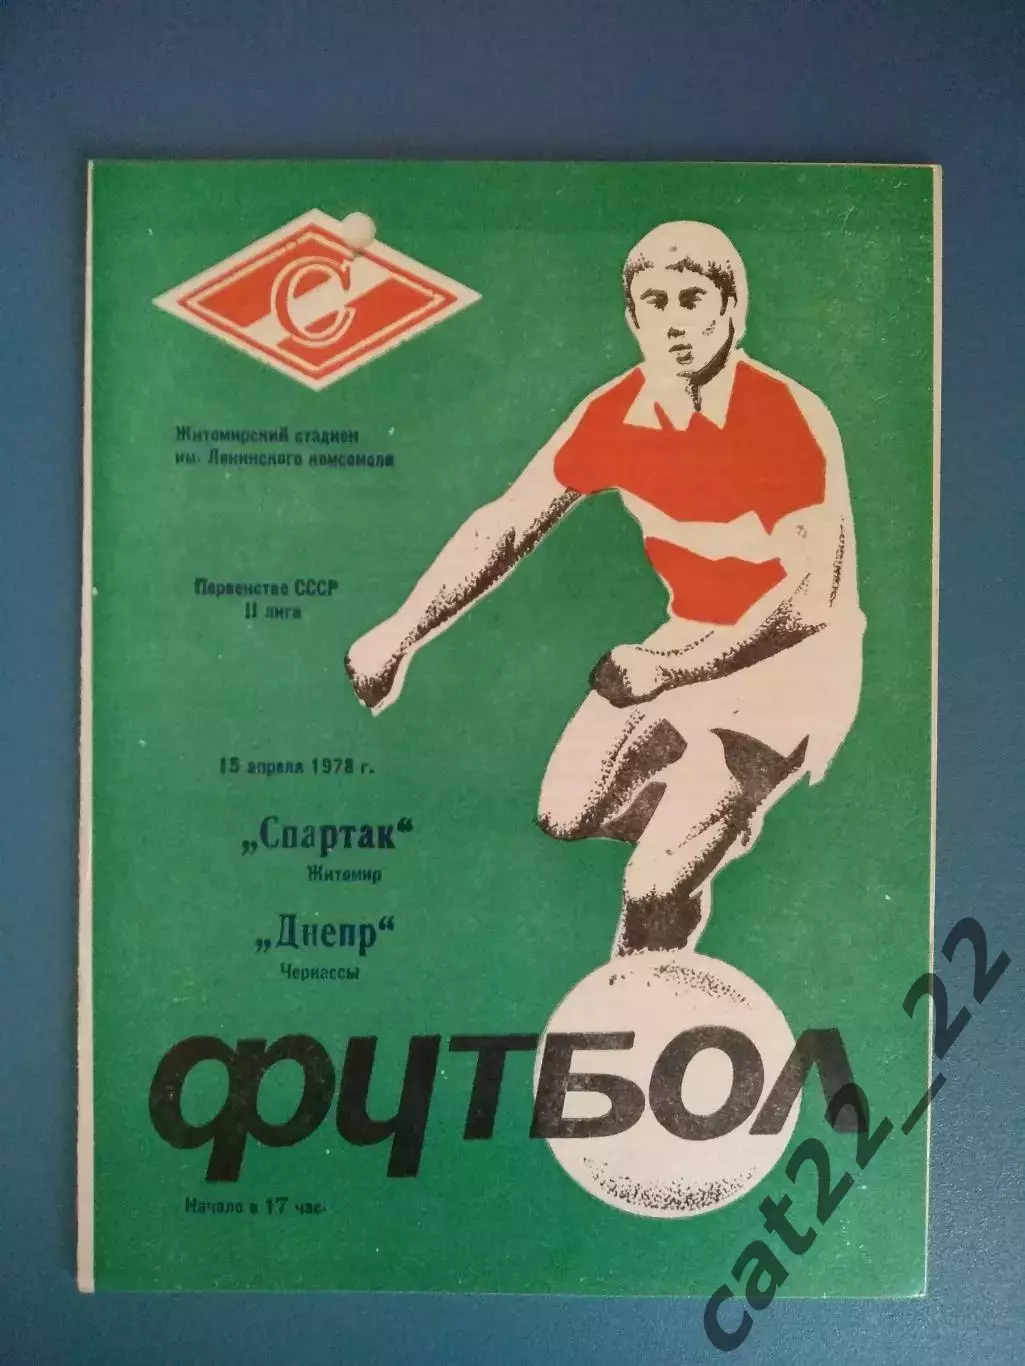 С
Житомирский стадион
им. Ленинского комсомола
Первенство СССР
II лига
15 апреля 1978 г.
„Спартак“
Житомир
„Днепр“
Черкассы
ФУТБОЛ
Начало в 17 час.
cat22_22